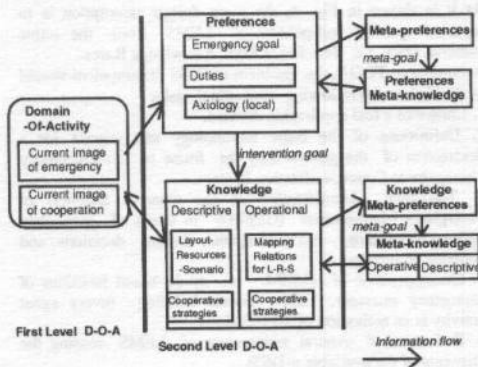 Preferences
Emergency goal
Duties
Axiology (local)
Meta-preferences
meta-goal
Preferences
Meta-knowledge
Domain
-Of-Activity
Current image
of emergency
Current image
of cooperation
intervention goal
Knowledge
Descriptive
Operational
Layout-
Resources
-Scenario
Mapping
Relations
for L-R-S
Cooperative
strategies
Cooperative
strategies
Knowledge
Meta-preferences
meta-goal
Meta-knowledge
Operative
Descriptive
First Level D-O-A
Second Level D-O-A
Information flow